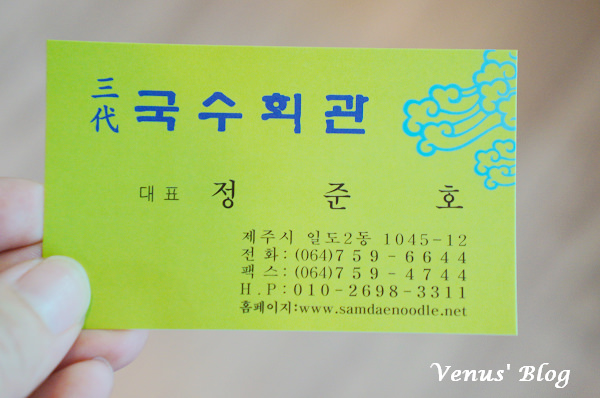 三代 국수회관
대표 정준호
제주시 일도2동 1045-12
전화:(064)759-6644
팩스:(064)759-4744
H.P:010-2698-3311
홈페이지:www.samdaenoodle.net
Venus' Blog